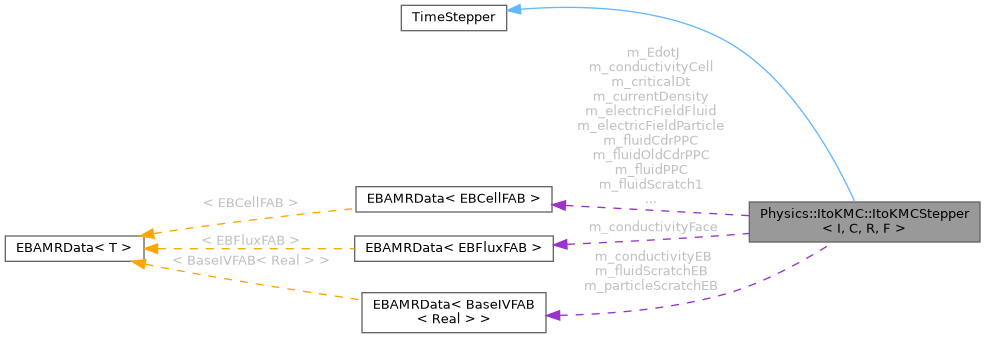 TimeStepper
m_EdotJ
m_conductivityCell
m_criticalDt
m_currentDensity
m_electricFieldFluid
m_electricFieldParticle
m_fluidCdrPPC
m_fluidOldCdrPPC
m_fluidPPC
m_fluidScratch1
...
< EBCellFAB >
EBAMRData< EBCellFAB >
Physics::ItoKMC::ItoKMCStepper
< I, C, R, F >
m_conductivityFace
EBAMRData< T >
< EBFluxFAB >
EBAMRData< EBFluxFAB >
< BaseIVFAB< Real > >
m_conductivityEB
m_fluidScratchEB
m_particleScratchEB
EBAMRData< BaseIVFAB
< Real > >